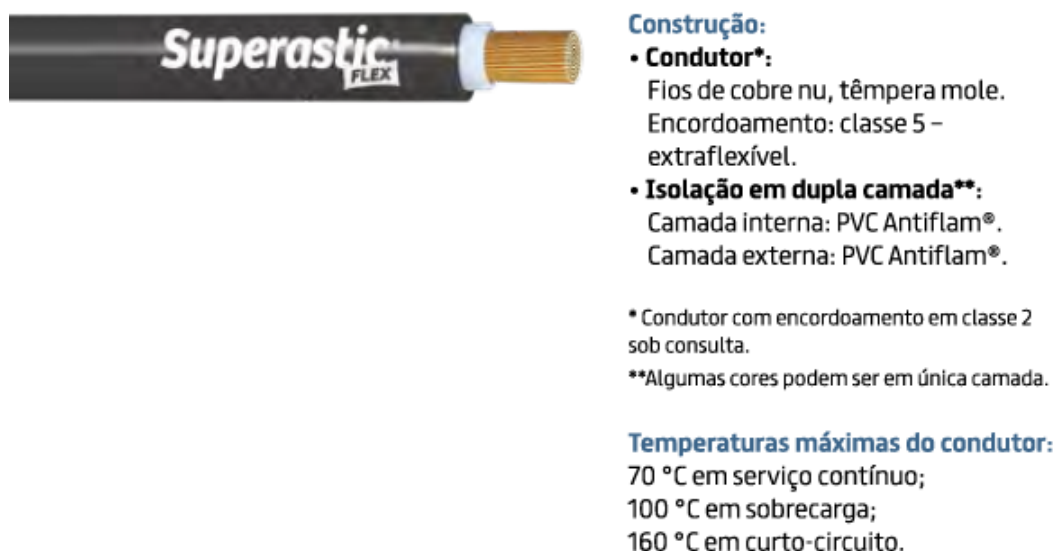 Superastic
FLEX
Construção:
• Condutor*:
Fios de cobre nu, têmpera mole.
Encordoamento: classe 5 –
extraflexível.
• Isolação em dupla camada**:
Camada interna: PVC Antiflam®.
Camada externa: PVC Antiflam®.
* Condutor com encordoamento em classe 2
sob consulta.
**Algumas cores podem ser em única camada.
Temperaturas máximas do condutor:
70 °C em serviço contínuo;
100 °C em sobrecarga;
160 °C em curto-circuito.